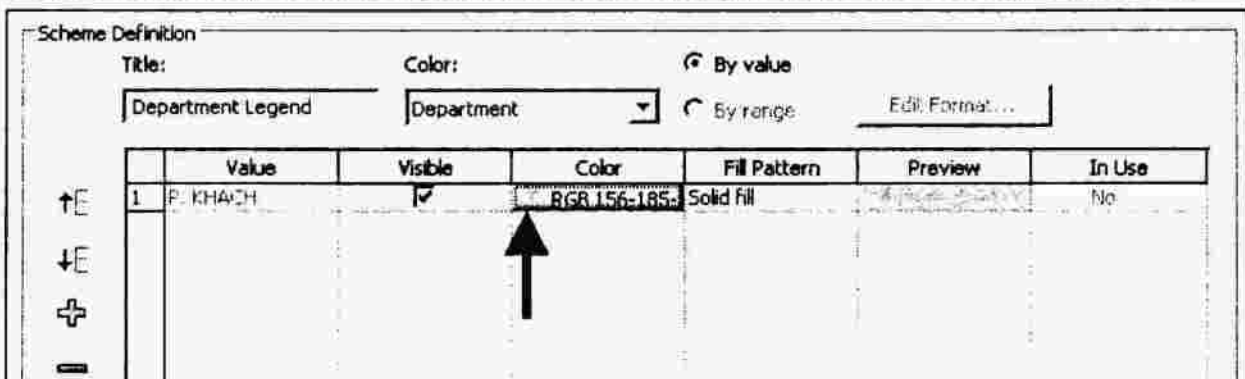 Scheme Definition
Title: Color: By value
Department Legend Department By range Edit Format...
Value Visible Color Fill Pattern Preview In Use
1 P. KHACH RGB 156-185- Solid fill No